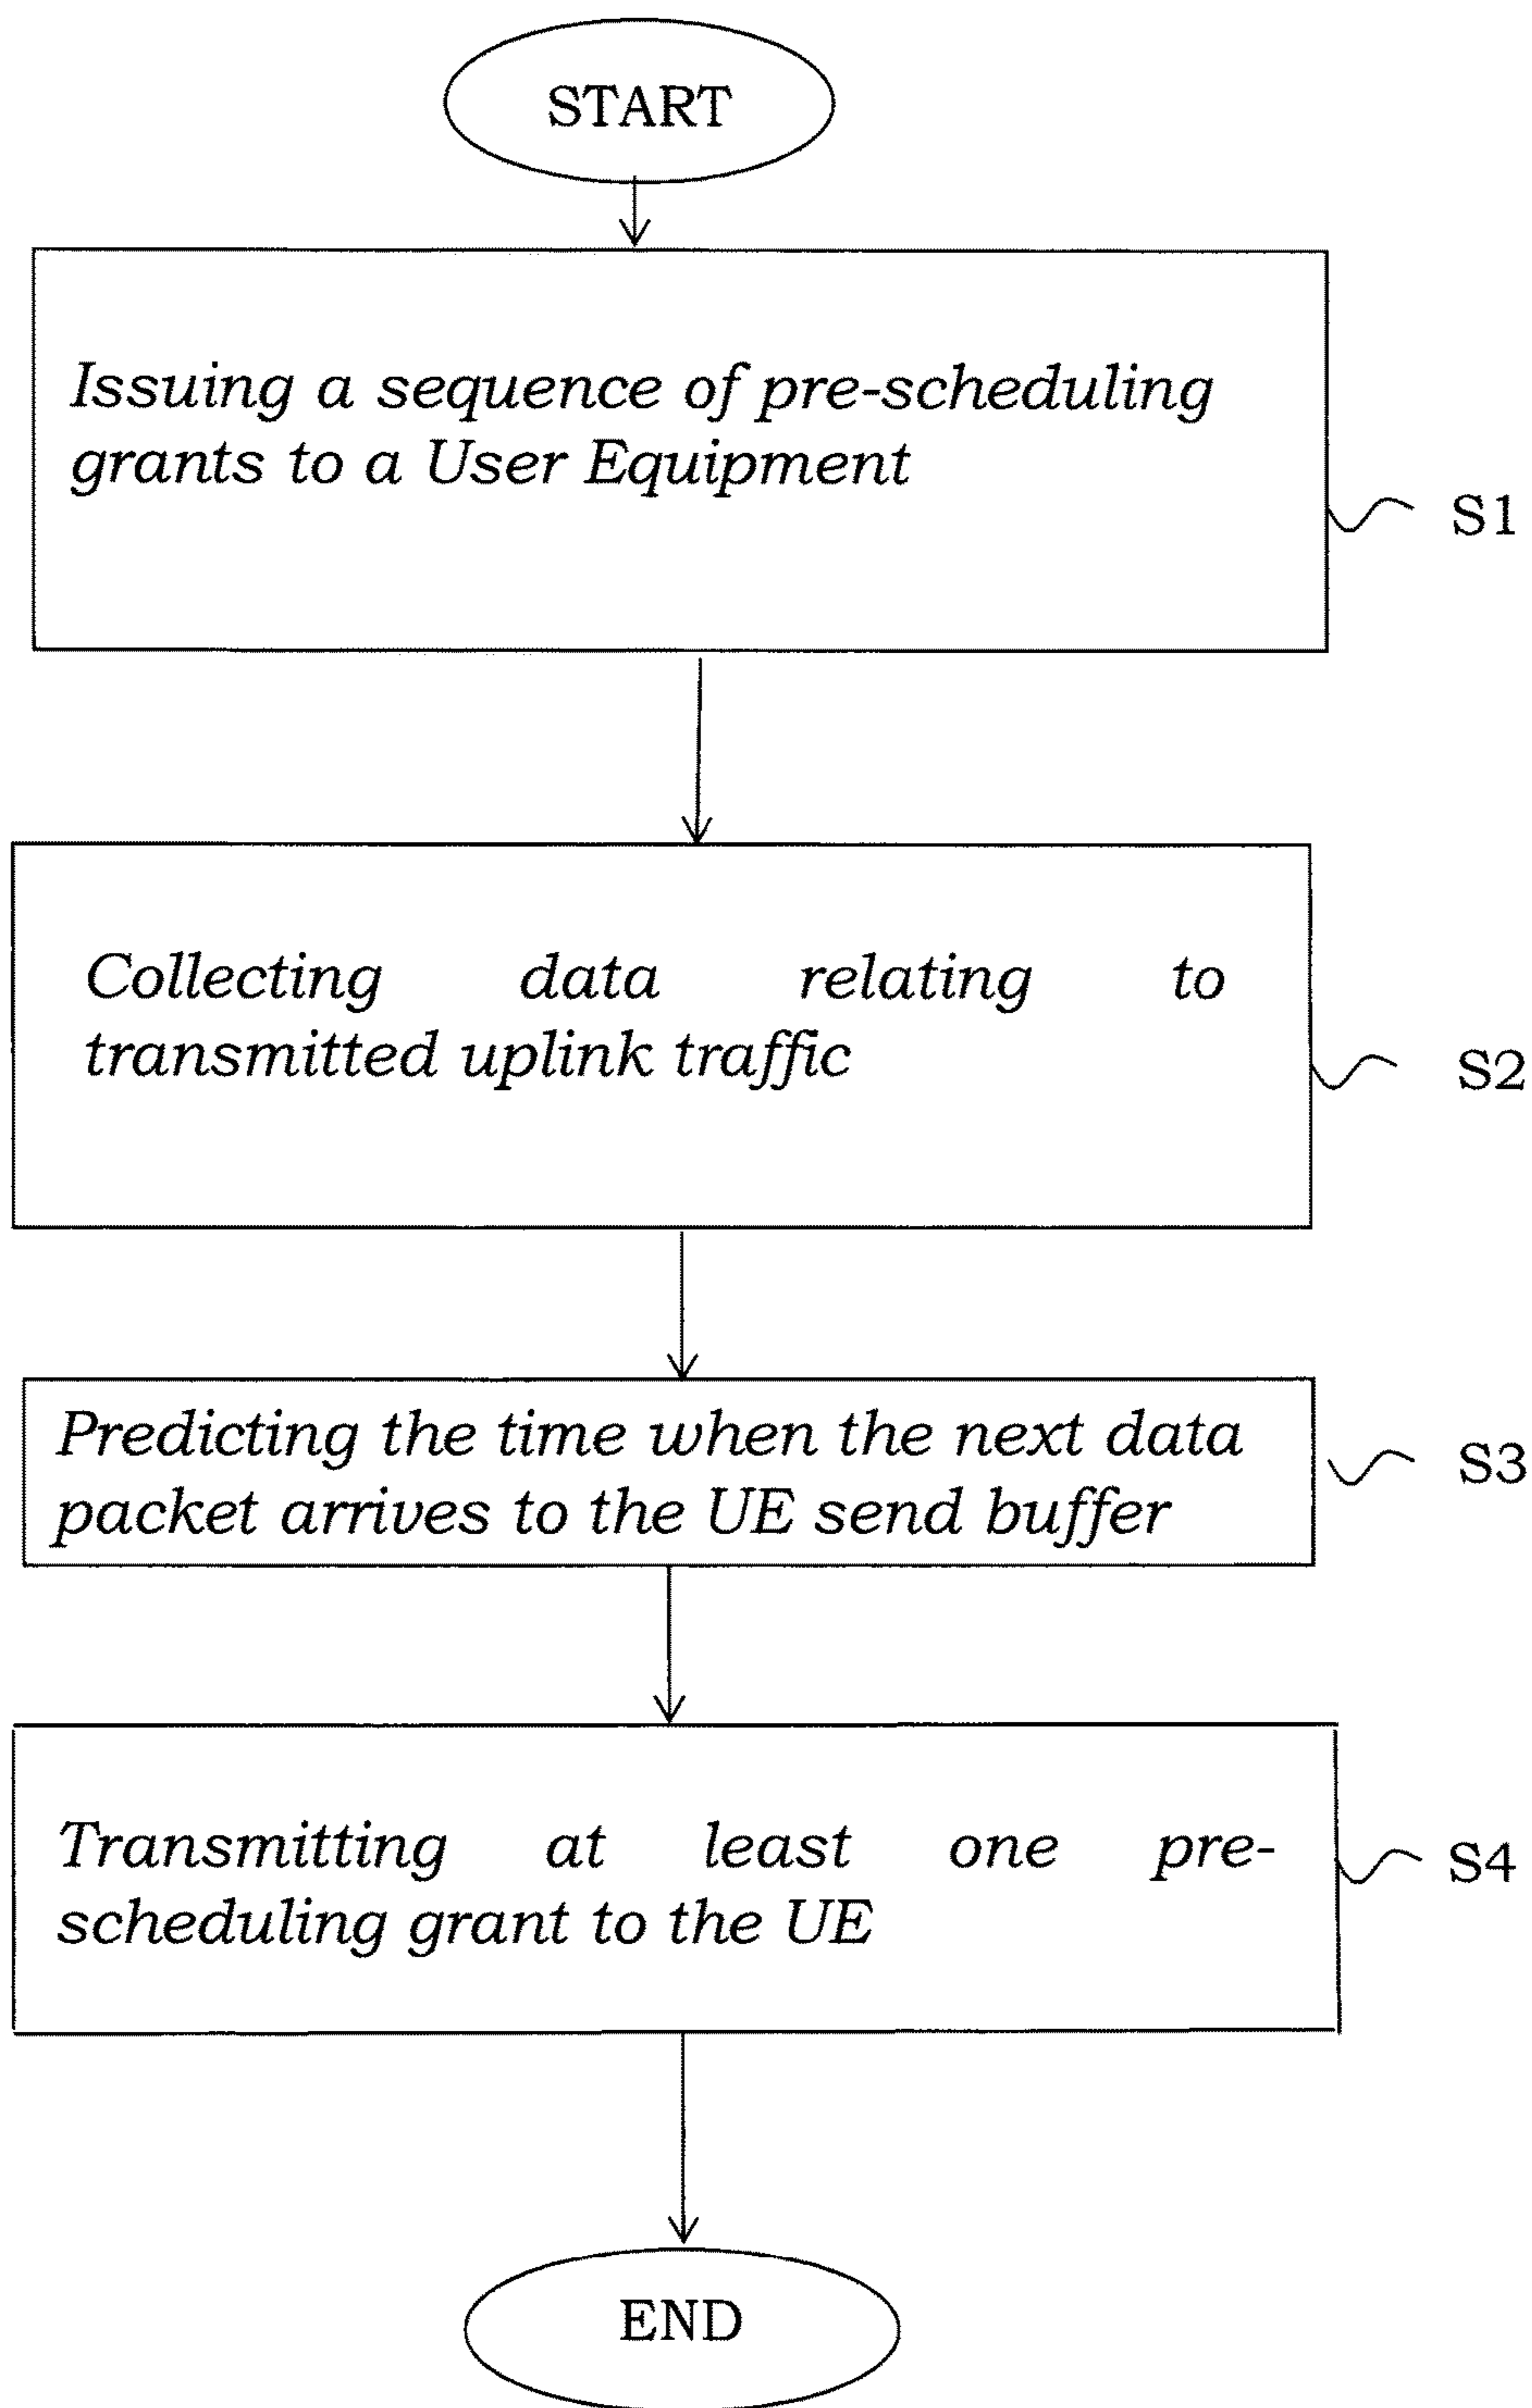 START
Issuing a sequence of pre-scheduling
grants to a User Equipment
S1
Collecting data relating to
transmitted uplink traffic
S2
Predicting the time when the next data
packet arrives to the UE send buffer
S3
Transmitting at least one pre-
scheduling grant to the UE
S4
END